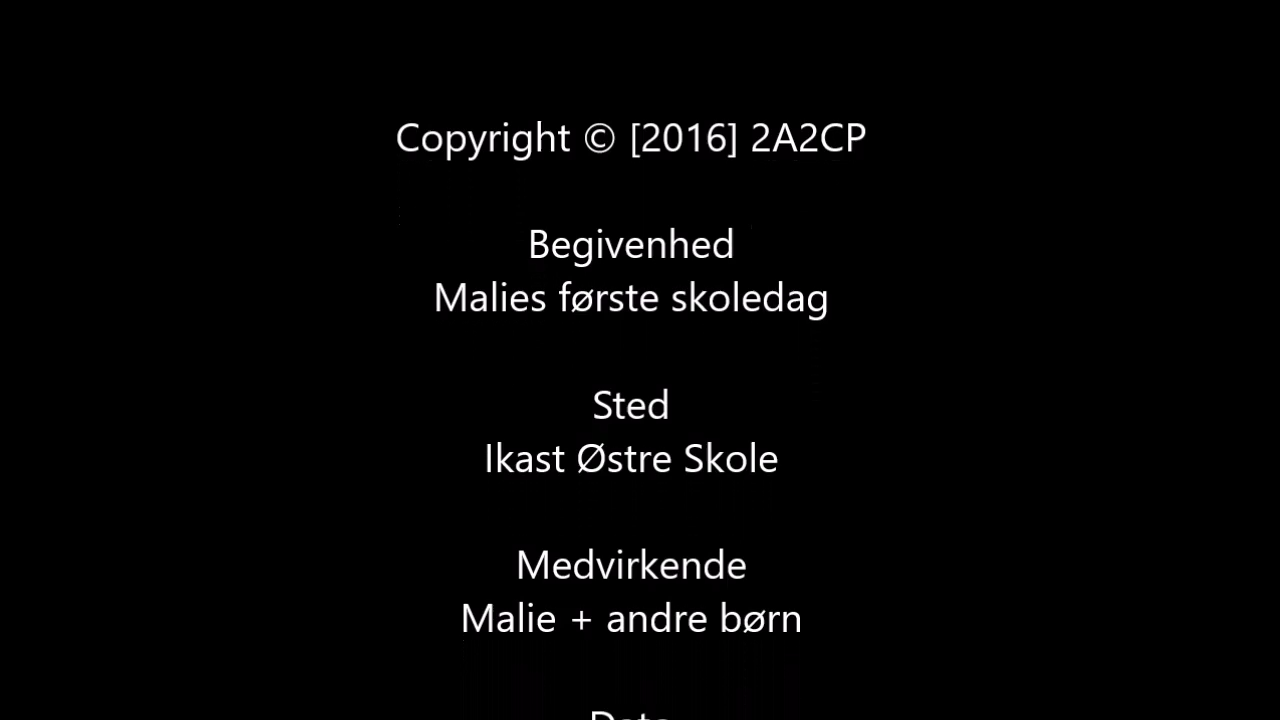 Copyright © [2016] 2A2CP
Begivenhed
Malies første skoledag
Sted
Ikast Østre Skole
Medvirkende
Malie + andre børn